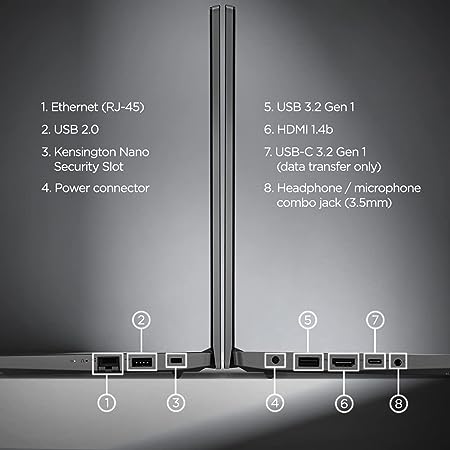 1. Ethernet (RJ-45)
2. USB 2.0
3. Kensington Nano
Security Slot
4. Power connector
5. USB 3.2 Gen 1
6. HDMI 1.4b
7. USB-C 3.2 Gen 1
(data transfer only)
8. Headphone / microphone
combo jack (3.5mm)
2
5
7
1
3
4
6
8